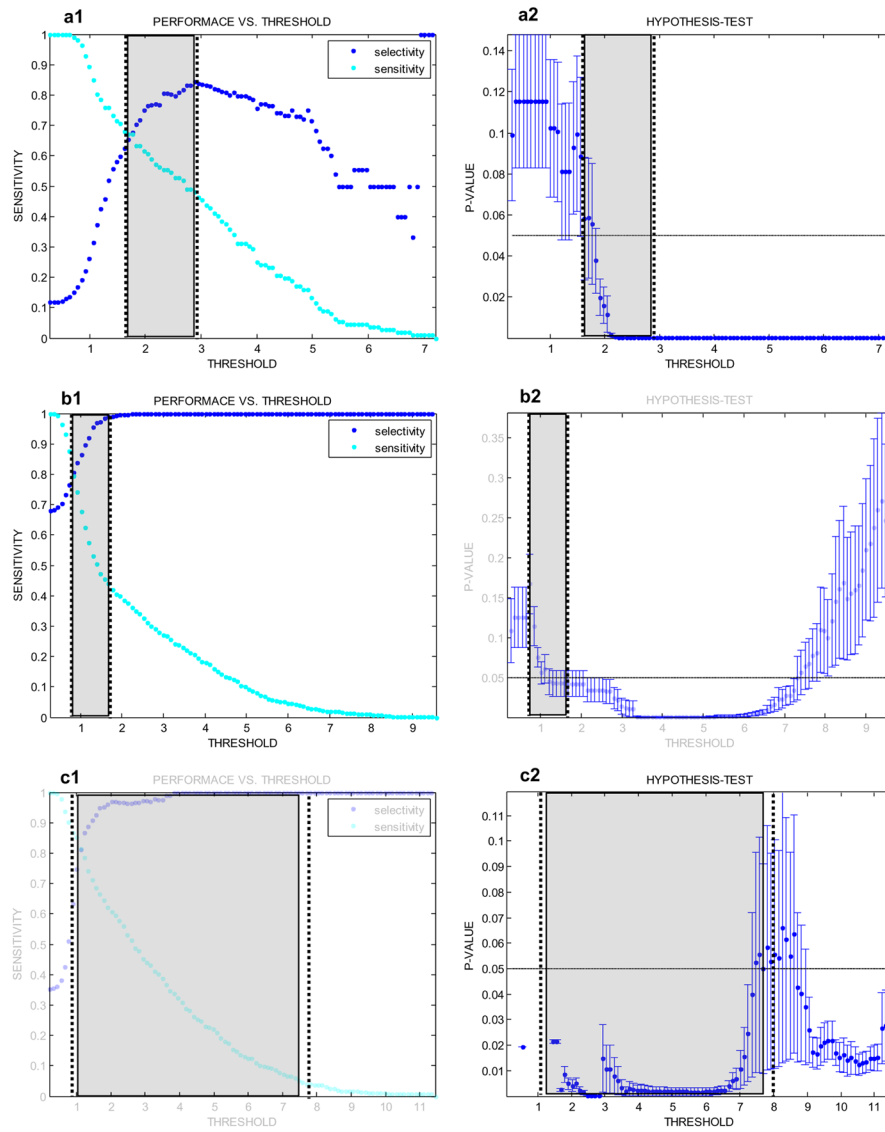 a1
PERFORMACE VS. THRESHOLD
selectivity
sensitivity
SENSITIVITY
1
0.9
0.8
0.7
0.6
0.5
0.4
0.3
0.2
0.1
0
1 2 3 4 5 6 7
THRESHOLD
a2
HYPOTHESIS-TEST
P-VALUE
0.14
0.12
0.10
0.08
0.06
0.04
0.02
1 2 3 4 5 6 7
THRESHOLD
b1
PERFORMACE VS. THRESHOLD
selectivity
sensitivity
SENSITIVITY
1
0.9
0.8
0.7
0.6
0.5
0.4
0.3
0.2
0.1
0
1 2 3 4 5 6 7 8 9
THRESHOLD
b2
HYPOTHESIS-TEST
P-VALUE
0.35
0.3
0.25
0.2
0.15
0.1
0.05
0 1 2 3 4 5 6 7 8 9
THRESHOLD
c1
PERFORMACE VS. THRESHOLD
selectivity
sensitivity
SENSITIVITY
1
0.9
0.8
0.7
0.6
0.5
0.4
0.3
0.2
0.1
0
1 2 3 4 5 6 7 8 9 10 11
THRESHOLD
c2
HYPOTHESIS-TEST
P-VALUE
0.11
0.10
0.09
0.08
0.07
0.06
0.05
0.04
0.03
0.02
0.01
1 2 3 4 5 6 7 8 9 10 11
THRESHOLD